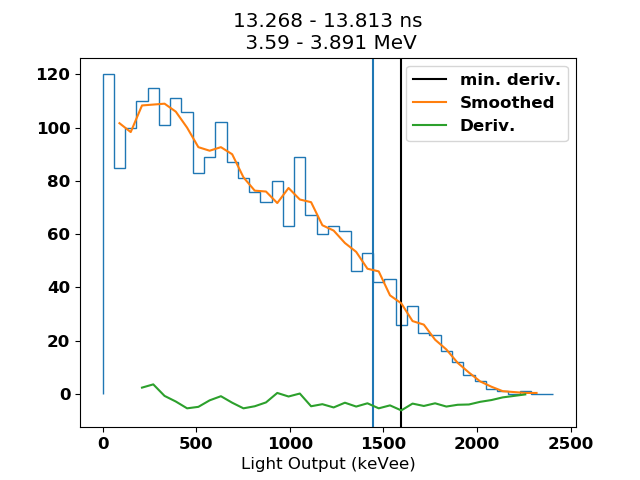 13.268 - 13.813 ns
3.59 - 3.891 MeV
min. deriv.
Smoothed
Deriv.
120
100
80
60
40
20
0
0 500 1000 1500 2000 2500
Light Output (keVee)